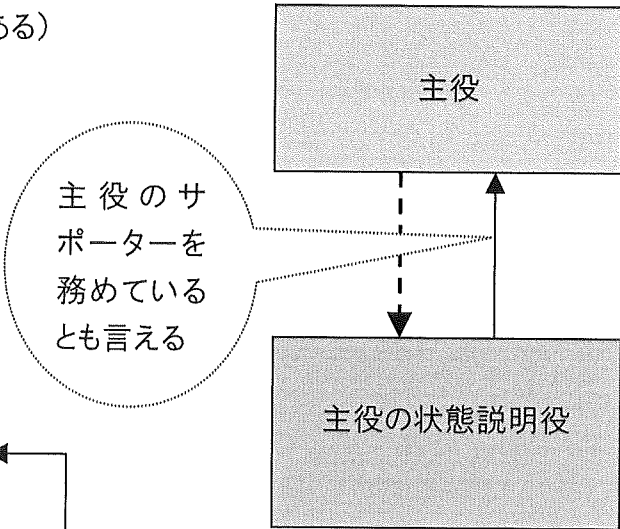 ある)
主役
主役のサ
ポーターを
務めている
とも言える
主役の状態説明役